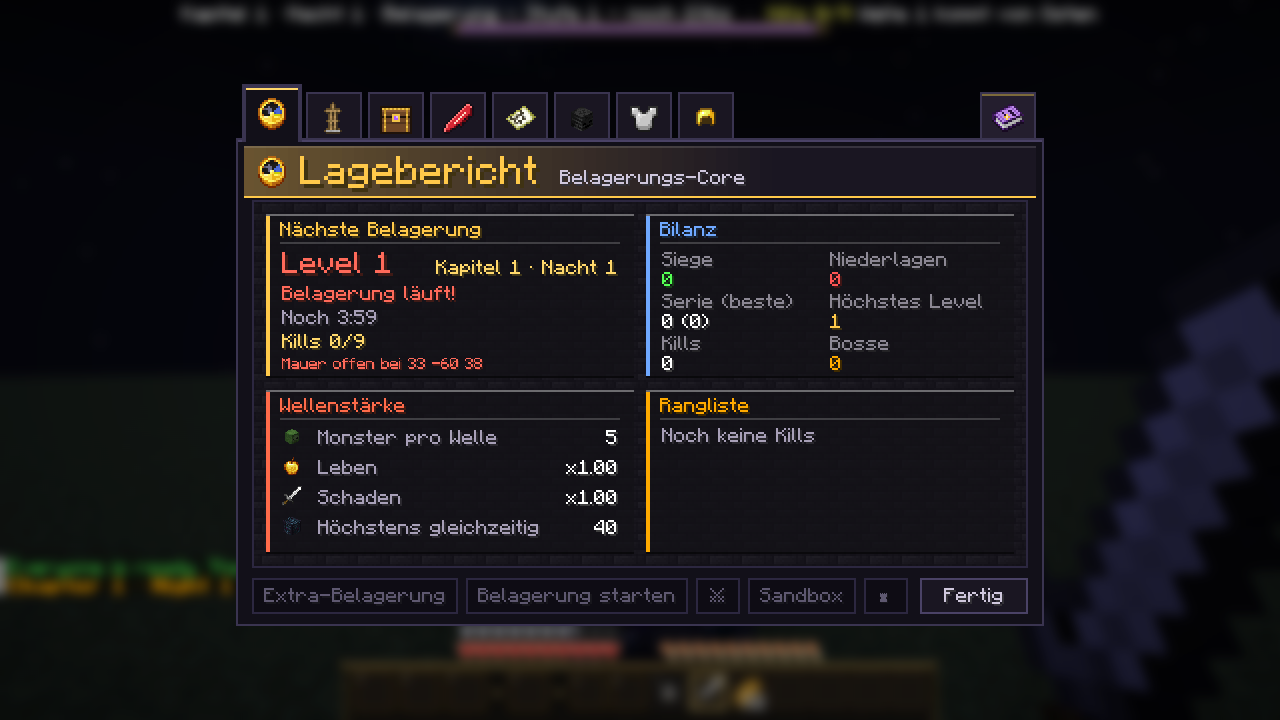 Lagebericht Belagerungs-Core
Nächste Belagerung
Level 1 Kapitel 1 · Nacht 1
Belagerung läuft!
Noch 3:59
Kills 0/9
Mauer offen bei 33 -60 38
Bilanz
Siege Niederlagen
0 0
Serie (beste) Höchstes Level
0 (0) 1
Kills Bosse
0 0
Wellenstärke
Monster pro Welle 5
Leben x1.00
Schaden x1.00
Höchstens gleichzeitig 40
Rangliste
Noch keine Kills
Extra-Belagerung Belagerung starten Sandbox Fertig